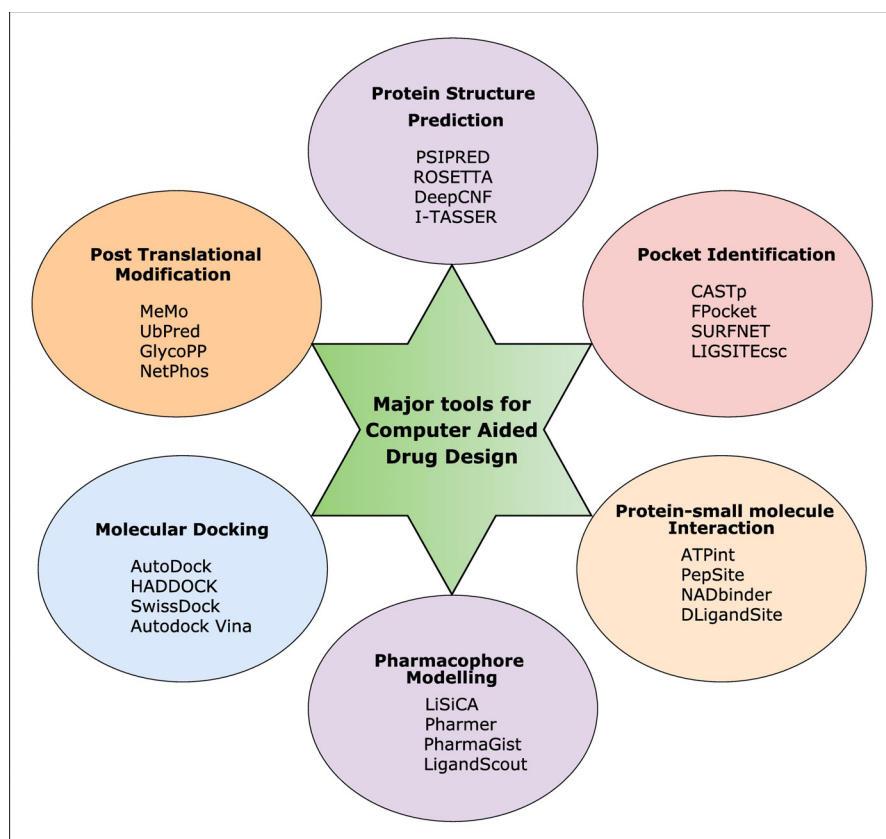 Protein Structure
Prediction
PSIPRED
ROSETTA
DeepCNF
I-TASSER
Post Translational
Modification
MeMo
UbPred
GlycoPP
NetPhos
Pocket Identification
CASTp
FPocket
SURFNET
LIGSITEcsc
Major tools for
Computer Aided
Drug Design
Molecular Docking
AutoDock
HADDOCK
SwissDock
Autodock Vina
Protein-small molecule
Interaction
ATPint
PepSite
NADbinder
DLigandSite
Pharmacophore
Modelling
LiSiCA
Pharmer
PharmaGist
LigandScout